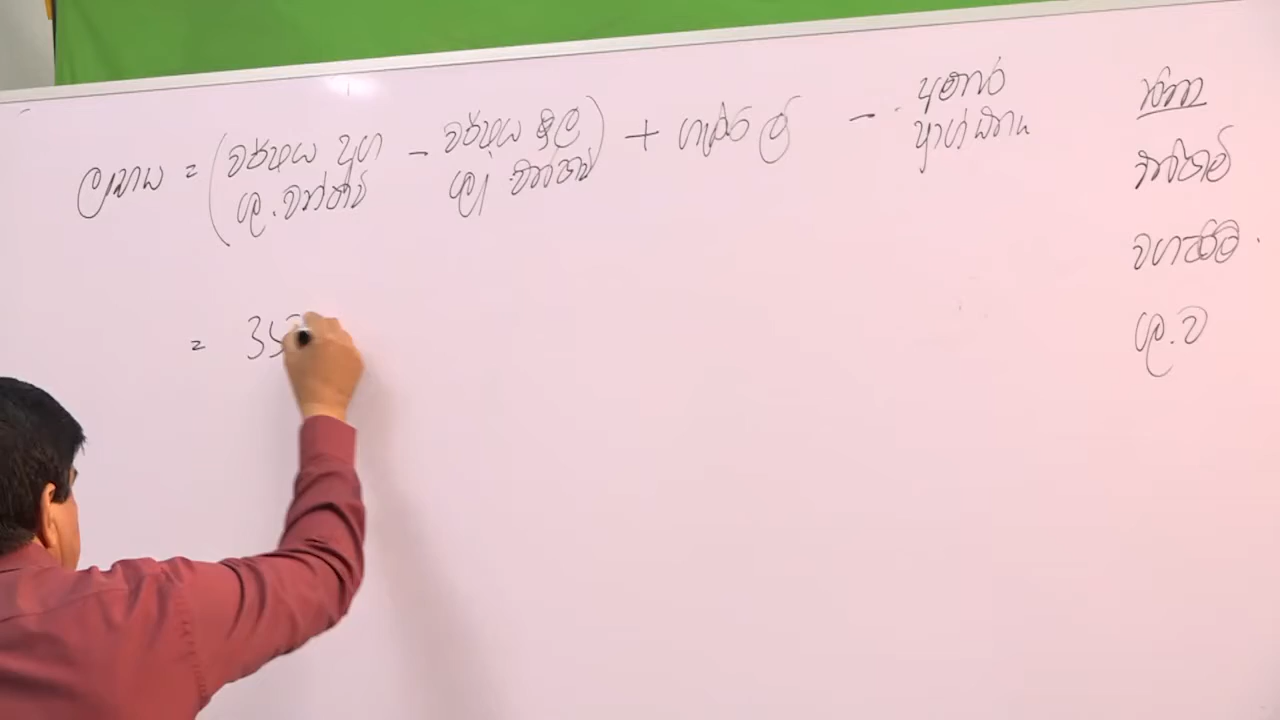 ලාභය = (වර්ෂය අග - වර්ෂය මුල) + ගැනිලි - අමතර
ශු.වත්කම් ශු වත්කම් ප්‍රාග්ධනය
= 35
වත්කම්
වගකීම්
ශු.ව